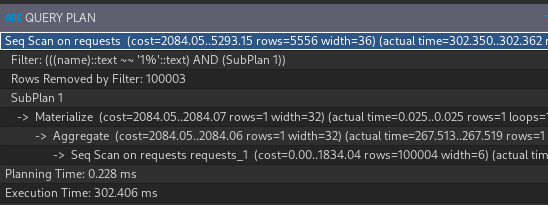 ABC QUERY PLAN
Seq Scan on requests (cost=2084.05..5293.15 rows=5556 width=36) (actual time=302.350..302.362
Filter: (((name)::text ~~ '1%'::text) AND (SubPlan 1))
Rows Removed by Filter: 100003
SubPlan 1
-> Materialize (cost=2084.05..2084.07 rows=1 width=32) (actual time=0.025..0.025 rows=1 loops=1
-> Aggregate (cost=2084.05..2084.06 rows=1 width=32) (actual time=267.513..267.519 rows=1
-> Seq Scan on requests requests_1 (cost=0.00..1834.04 rows=100004 width=6) (actual
Planning Time: 0.228 ms
Execution Time: 302.406 ms